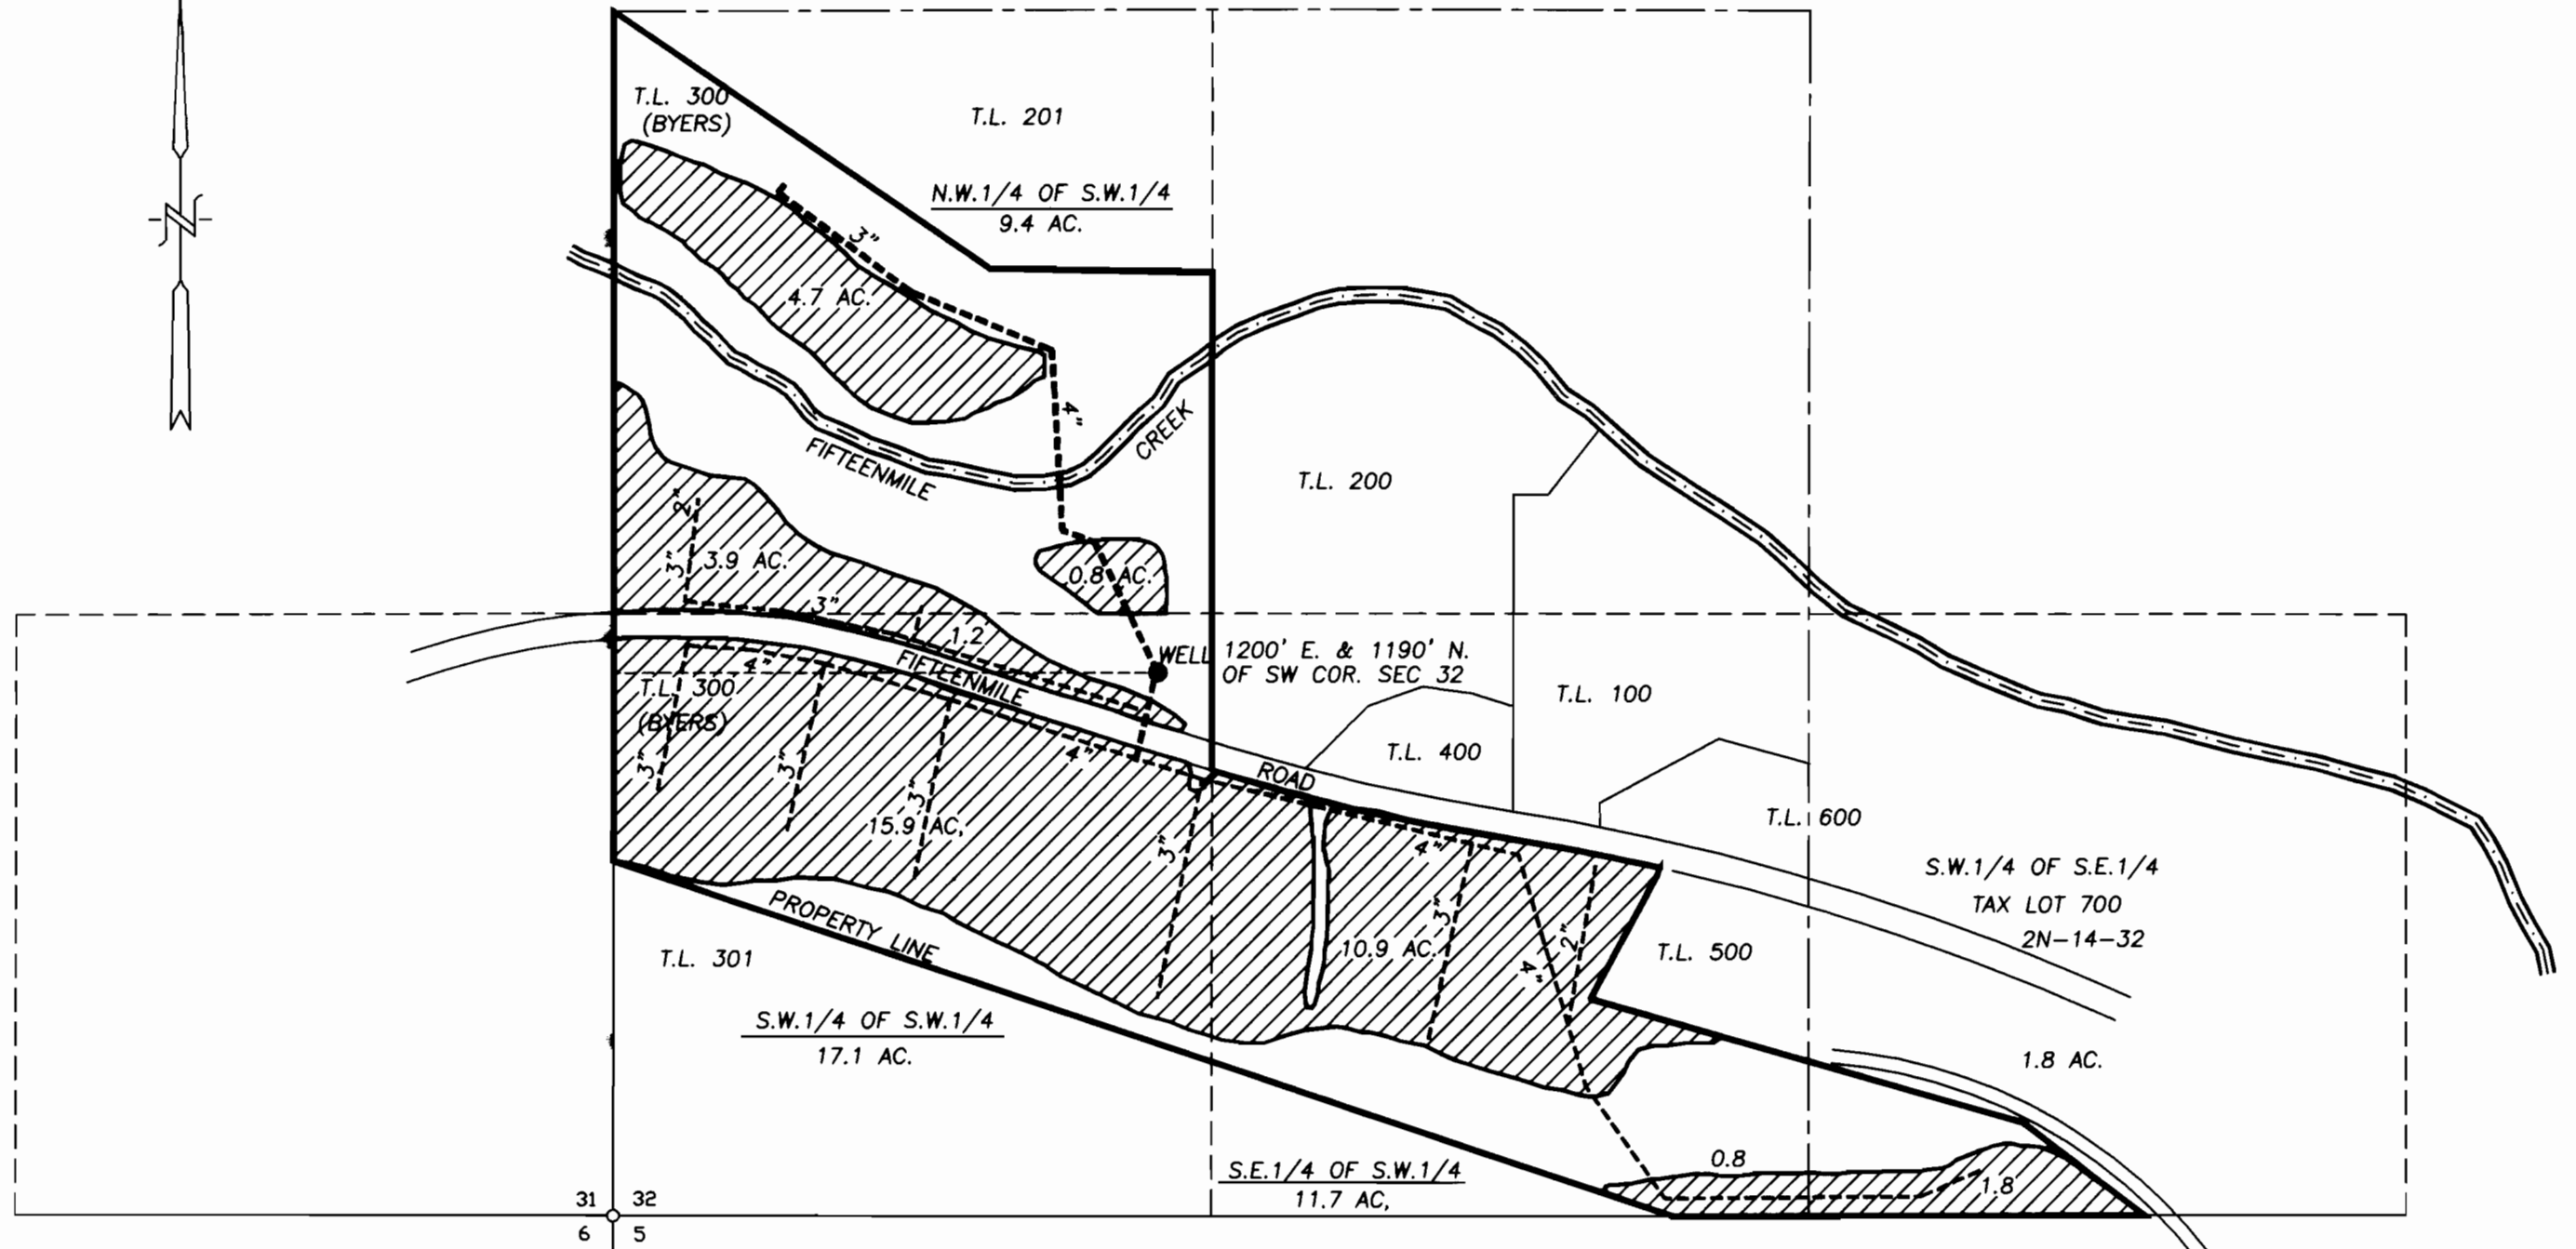 T.L. 300
(BYERS)
T.L. 201
N.W.1/4 OF S.W.1/4
9.4 AC.
N
3"
4.7 AC.
4"
CREEK
FIFTEENMILE
T.L. 200
2"
3"
3.9 AC.
0.8 AC.
3"
1.2
WELL 1200' E. & 1190' N.
OF SW COR. SEC 32
4"
FIFTEENMILE
T.L. 300
(BYERS)
T.L. 100
T.L. 400
ROAD
4"
3"
3"
3"
15.9 AC,
3"
4"
T.L. 600
S.W.1/4 OF S.E.1/4
TAX LOT 700
2N-14-32
PROPERTY LINE
T.L. 301
10.9 AC.
3"
2"
4"
T.L. 500
S.W.1/4 OF S.W.1/4
17.1 AC.
1.8 AC.
0.8
1.8
S.E.1/4 OF S.W.1/4
11.7 AC,
31 32
6 5